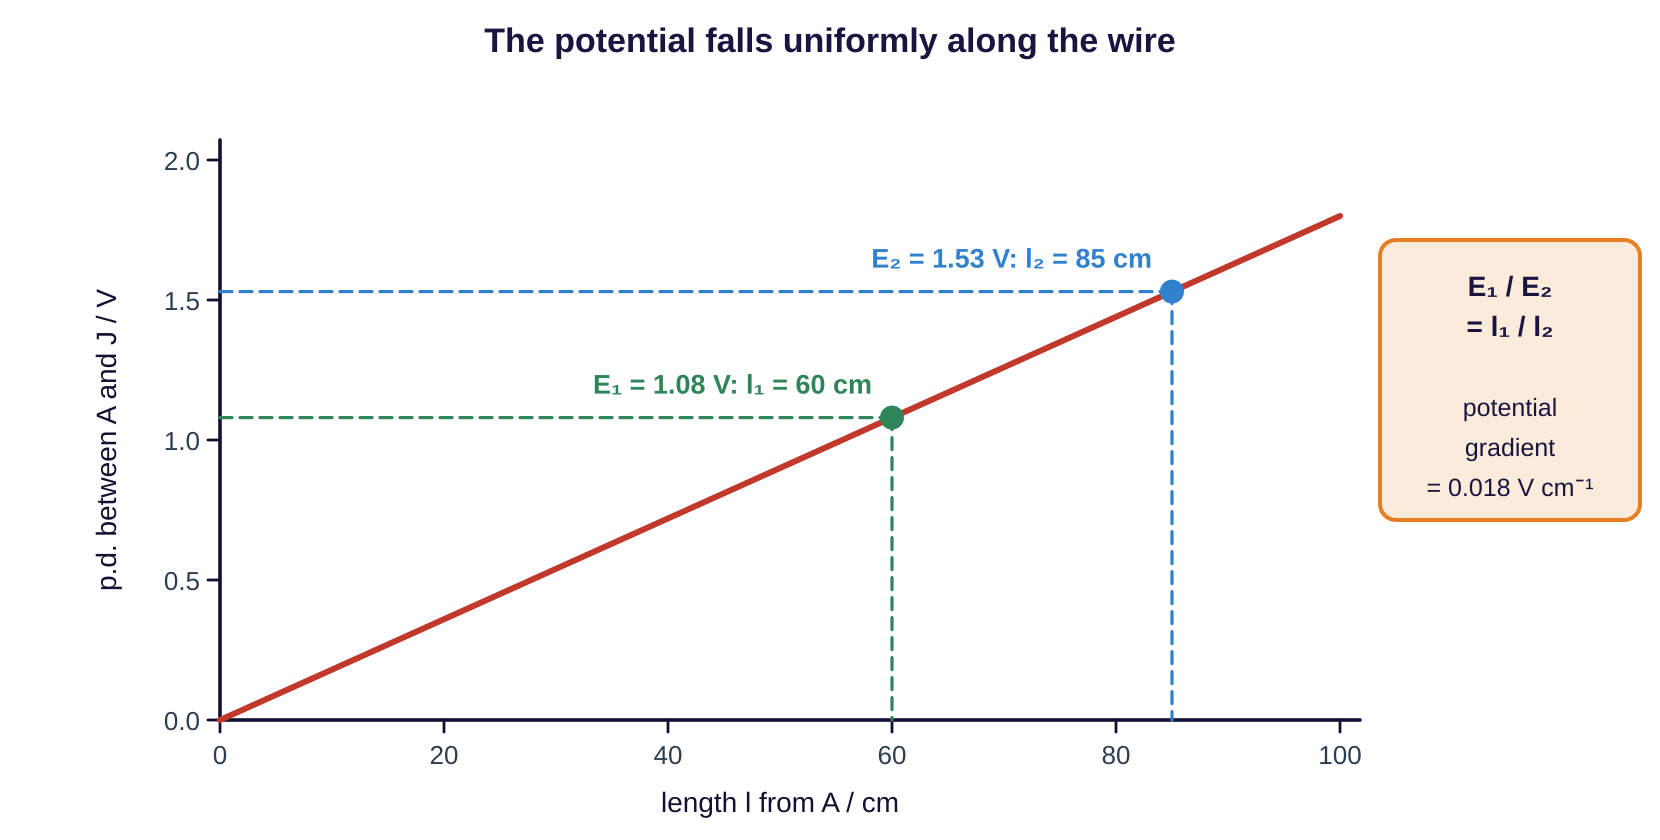 The potential falls uniformly along the wire
2.0
1.5
1.0
0.5
0.0
p.d. between A and J / V
E₂ = 1.53 V: l₂ = 85 cm
E₁ = 1.08 V: l₁ = 60 cm
0 20 40 60 80 100
length l from A / cm
E₁ / E₂
= l₁ / l₂
potential
gradient
= 0.018 V cm⁻¹